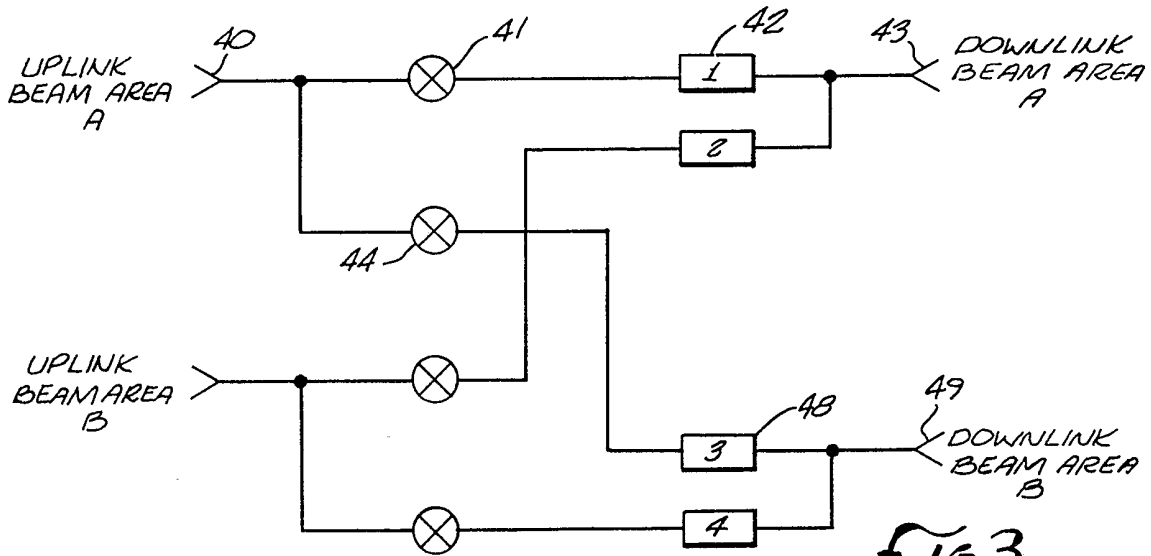 40
41
42
43
UPLINK
BEAM AREA
A
DOWNLINK
BEAM AREA
A
1
2
44
UPLINK
BEAM AREA
B
48
49
3
DOWNLINK
BEAM AREA
B
4
FIG 3